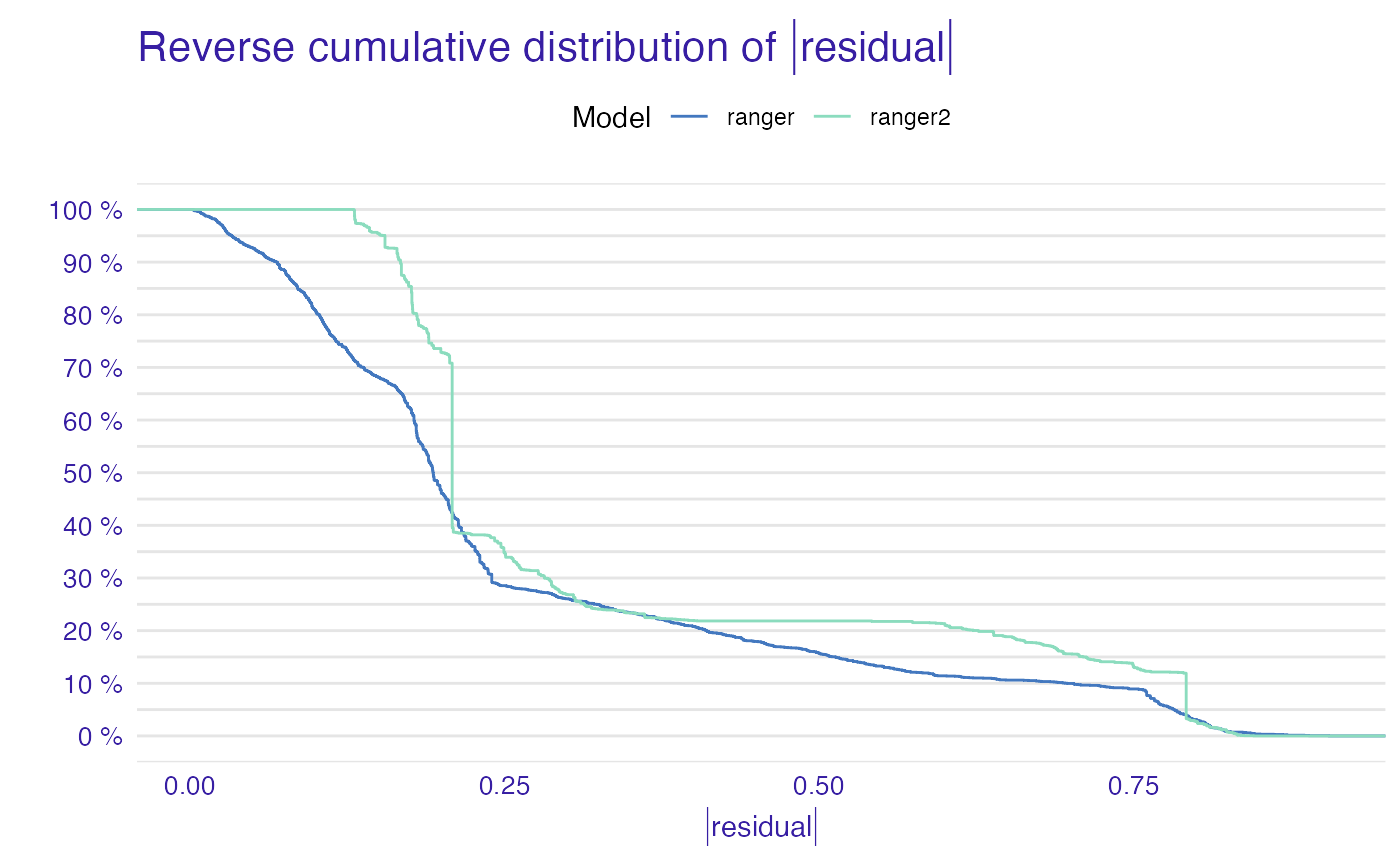 Reverse cumulative distribution of |residual|
Model ranger ranger2
100 %
90 %
80 %
70 %
60 %
50 %
40 %
30 %
20 %
10 %
0 %
0.00 0.25 0.50 0.75
|residual|